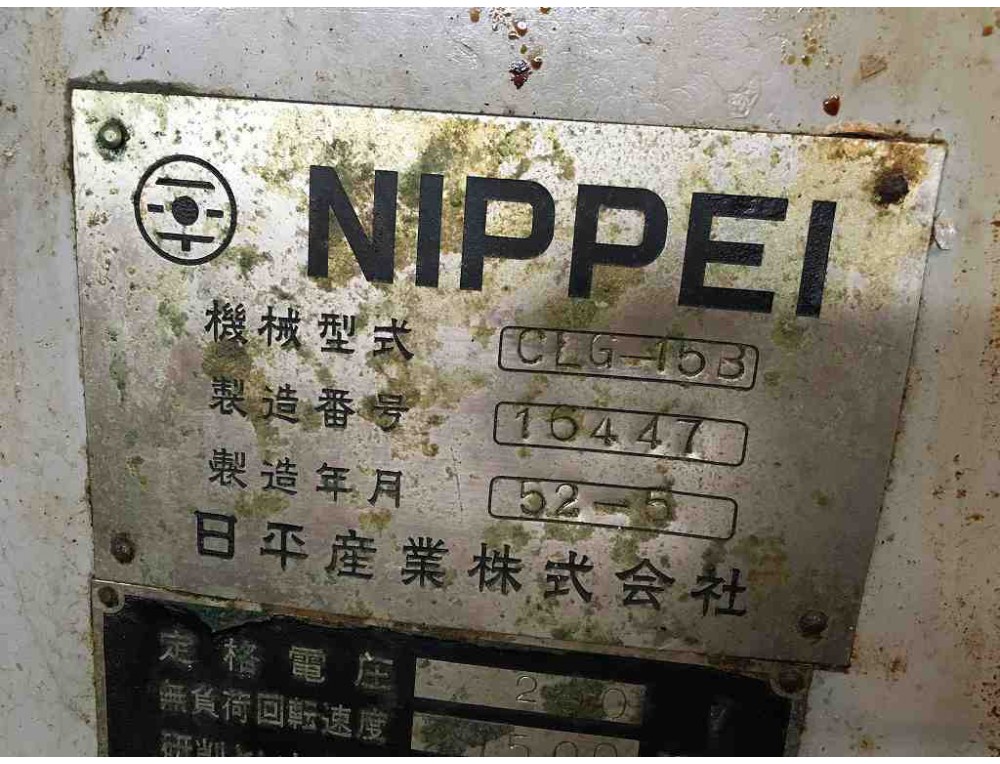 NIPPEI
機械型式 CLG-15B
製造番号 16447
製造年月 52-5
日平産業株式会社
定格電圧
無負荷回転速度